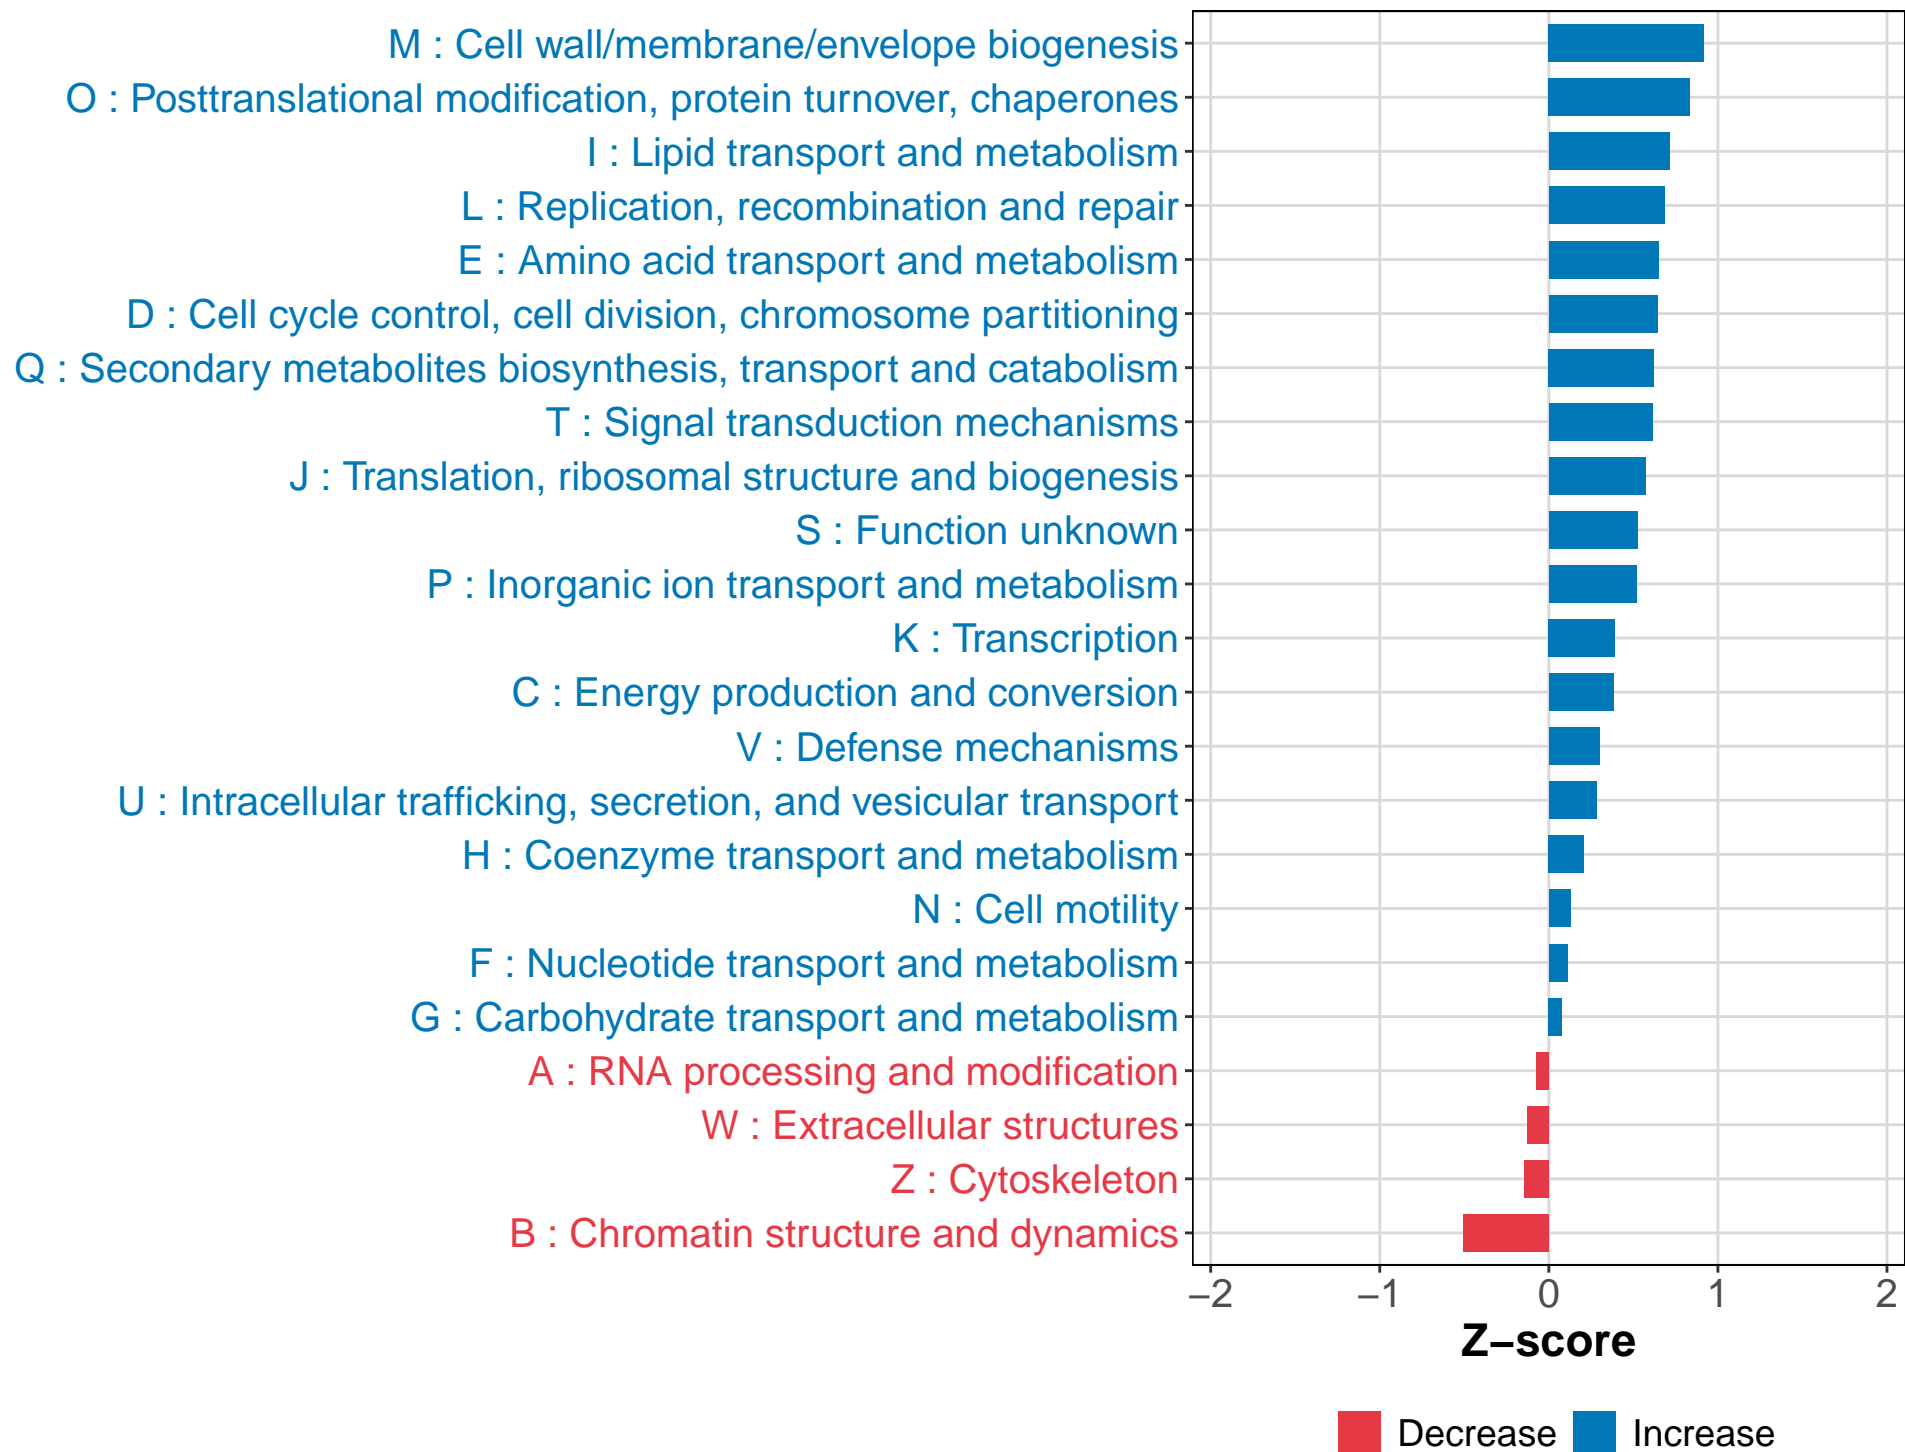 M : Cell wall/membrane/envelope biogenesis
O : Posttranslational modification, protein turnover, chaperones
I : Lipid transport and metabolism
L : Replication, recombination and repair
E : Amino acid transport and metabolism
D : Cell cycle control, cell division, chromosome partitioning
Q : Secondary metabolites biosynthesis, transport and catabolism
T : Signal transduction mechanisms
J : Translation, ribosomal structure and biogenesis
S : Function unknown
P : Inorganic ion transport and metabolism
K : Transcription
C : Energy production and conversion
V : Defense mechanisms
U : Intracellular trafficking, secretion, and vesicular transport
H : Coenzyme transport and metabolism
N : Cell motility
F : Nucleotide transport and metabolism
G : Carbohydrate transport and metabolism
A : RNA processing and modification
W : Extracellular structures
Z : Cytoskeleton
B : Chromatin structure and dynamics
−2 −1 0 1 2
Z−score
Decrease Increase